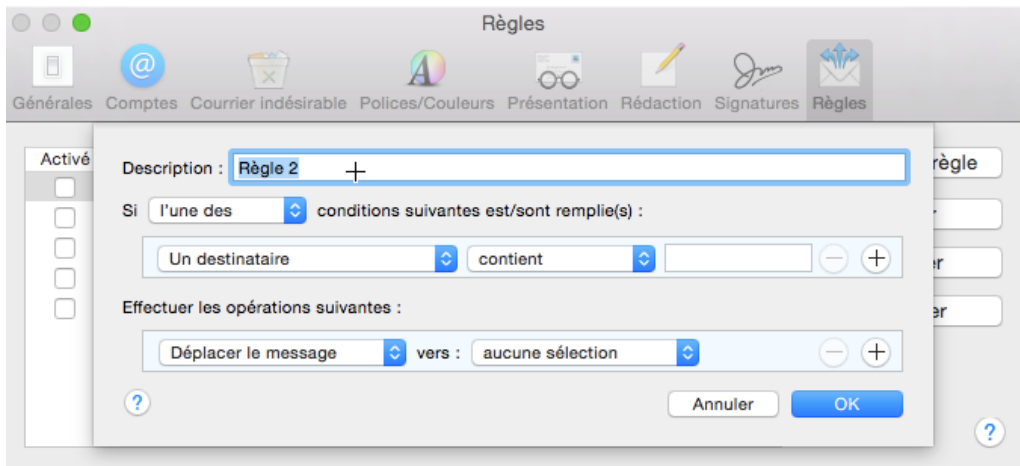 Règles
Générales Comptes Courrier indésirable Polices/Couleurs Présentation Rédaction Signatures Règles
Activé
règle
Description : Règle 2
Si l'une des conditions suivantes est/sont remplie(s) :
Un destinataire contient
Effectuer les opérations suivantes :
Déplacer le message vers : aucune sélection
Annuler OK